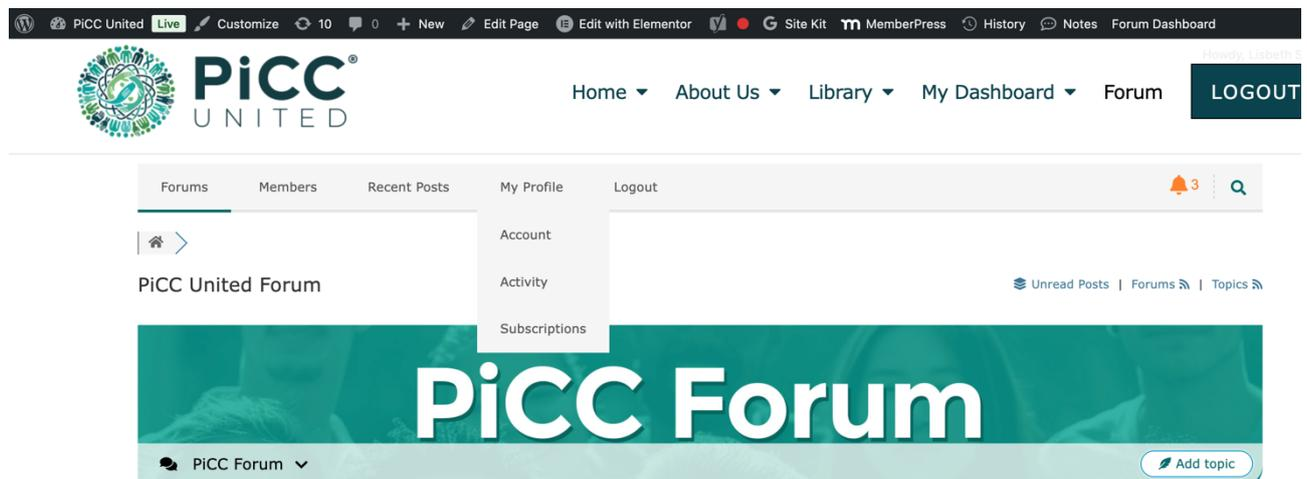 PiCC United Live Customize 10 0 New Edit Page Edit with Elementor Site Kit MemberPress History Notes Forum Dashboard
Howdy, Lisbeth S
PiCC®
UNITED
Home About Us Library My Dashboard Forum LOGOUT
Forums Members Recent Posts My Profile Logout 3
Account
Activity
Subscriptions
PiCC United Forum
Unread Posts | Forums | Topics
PiCC Forum
PiCC Forum Add topic